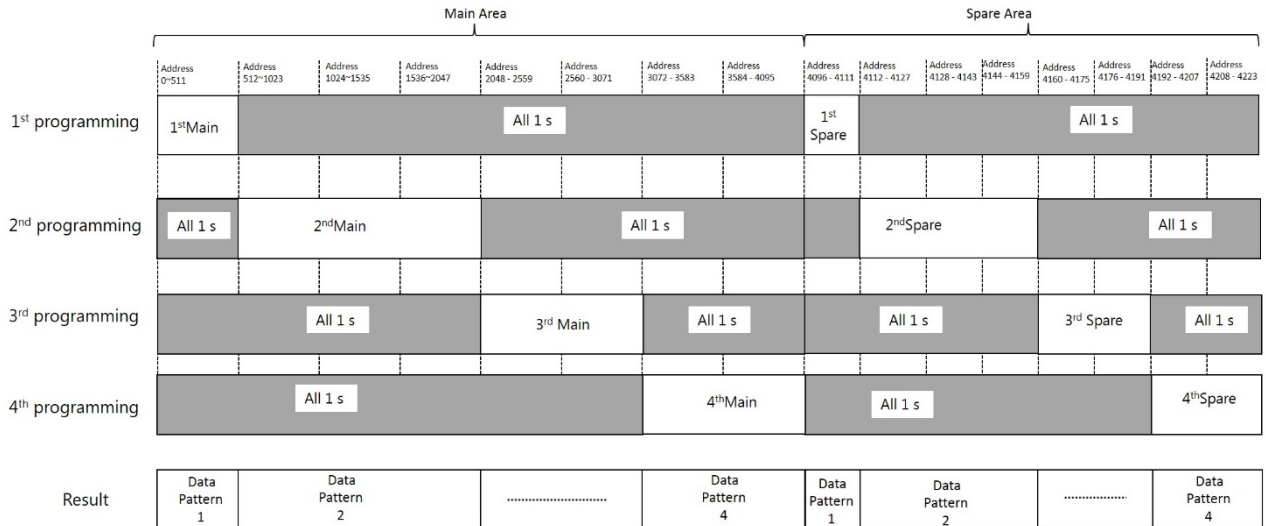 Main Area
Spare Area
Address
0~511
Address
512~1023
Address
1024~1535
Address
1536~2047
Address
2048 - 2559
Address
2560 - 3071
Address
3072 - 3583
Address
3584 - 4095
Address
4096 - 4111
Address
4112 - 4127
Address
4128 - 4143
Address
4144 - 4159
Address
4160 - 4175
Address
4176 - 4191
Address
4192 - 4207
Address
4208 - 4223
1st programming
1stMain
All 1 s
1st
Spare
All 1 s
2nd programming
All 1 s
2ndMain
All 1 s
2ndSpare
All 1 s
3rd programming
All 1 s
3rd Main
All 1 s
All 1 s
3rd Spare
All 1 s
4th programming
All 1 s
4thMain
All 1 s
4thSpare
Result
Data
Pattern
1
Data
Pattern
2
....................
Data
Pattern
4
Data
Pattern
1
Data
Pattern
2
............
Data
Pattern
4